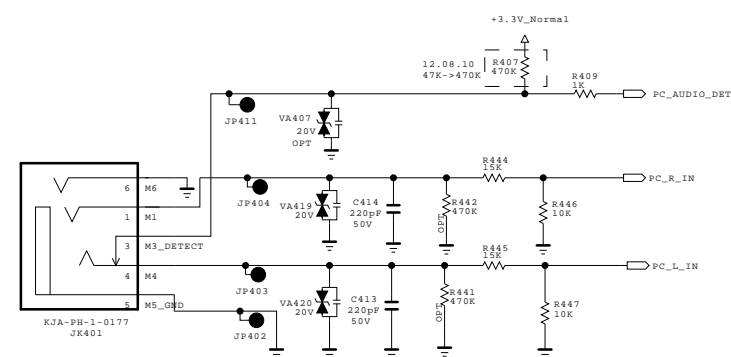 +3.3V_Normal
12.08.10
47K->470K
R407
470K
R409
1K
PC_AUDIO_DET
JP411
VA407
20V
OPT
R444
15K
PC_R_IN
6 M6
JP404
VA419
20V
C414
220pF
50V
R442
470K
OPT
R446
10K
1 M1
3 M3_DETECT
R445
15K
PC_L_IN
4 M4
JP403
VA420
20V
C413
220pF
50V
R441
470K
OPT
R447
10K
5 M5_GND
JP402
KJA-PH-1-0177
JK401